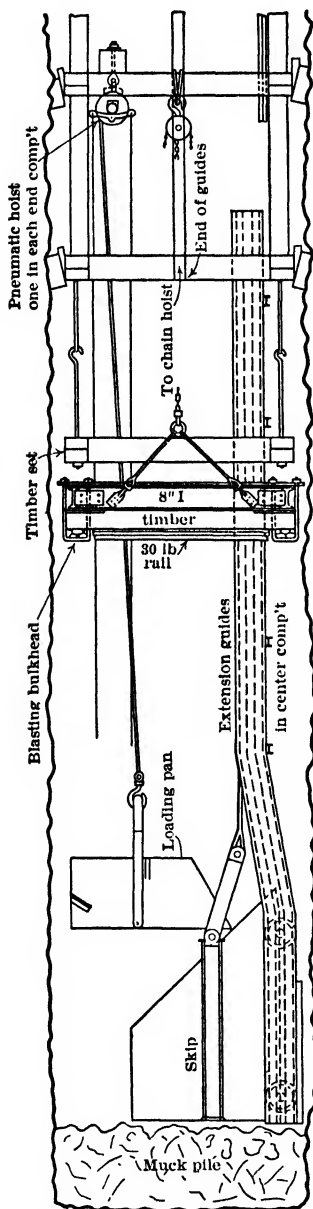 Pneumatic hoist
one in each end comp't
To chain hoist
End of guides
Timber set
8" I
timber
30 lb
rail
Blasting bulkhead
Extension guides
in center comp't
Loading pan
Skip
Muck pile